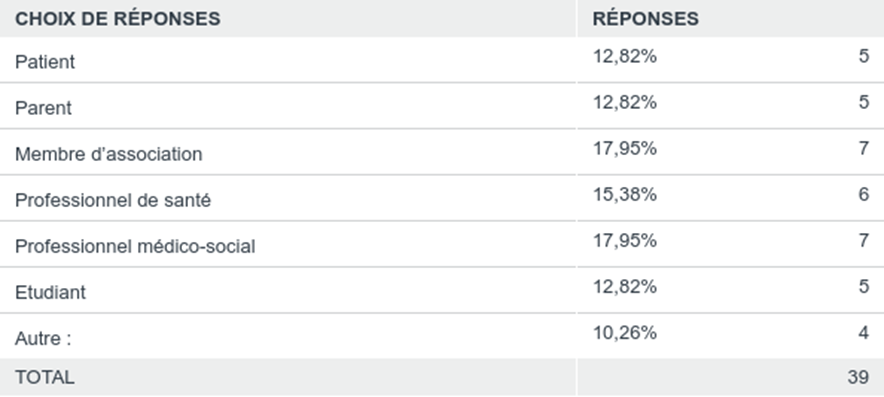 CHOIX DE RÉPONSES RÉPONSES
Patient 12,82% 5
Parent 12,82% 5
Membre d’association 17,95% 7
Professionnel de santé 15,38% 6
Professionnel médico-social 17,95% 7
Etudiant 12,82% 5
Autre : 10,26% 4
TOTAL 39